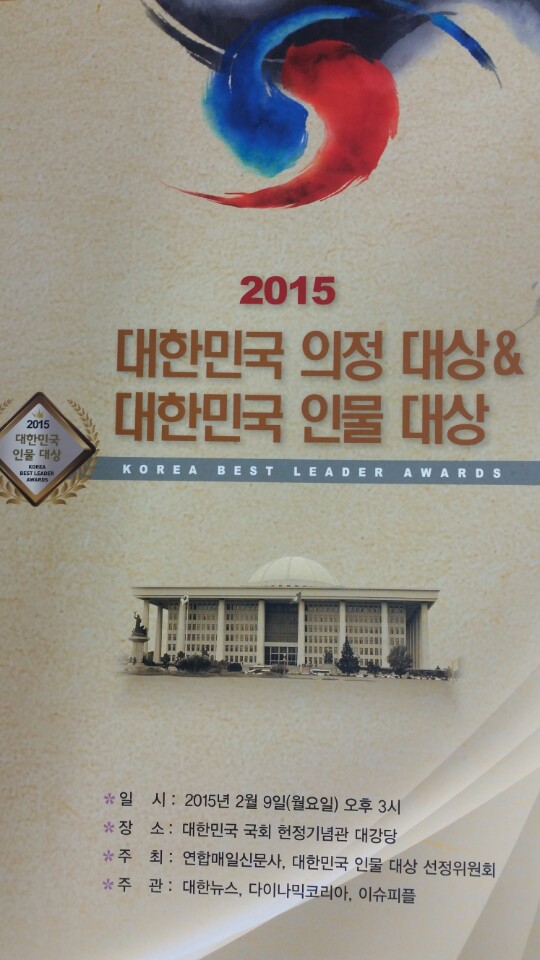 2015
대한민국 의정 대상&
대한민국 인물 대상
KOREA BEST LEADER AWARDS
2015
대한민국
인물 대상
KOREA
BEST LEADER
AWARDS
*일 시 : 2015년 2월 9일(월요일) 오후 3시
*장 소 : 대한민국 국회 헌정기념관 대강당
*주 최 : 연합매일신문사, 대한민국 인물 대상 선정위원회
*주 관 : 대한뉴스, 다이나믹코리아, 이슈피플